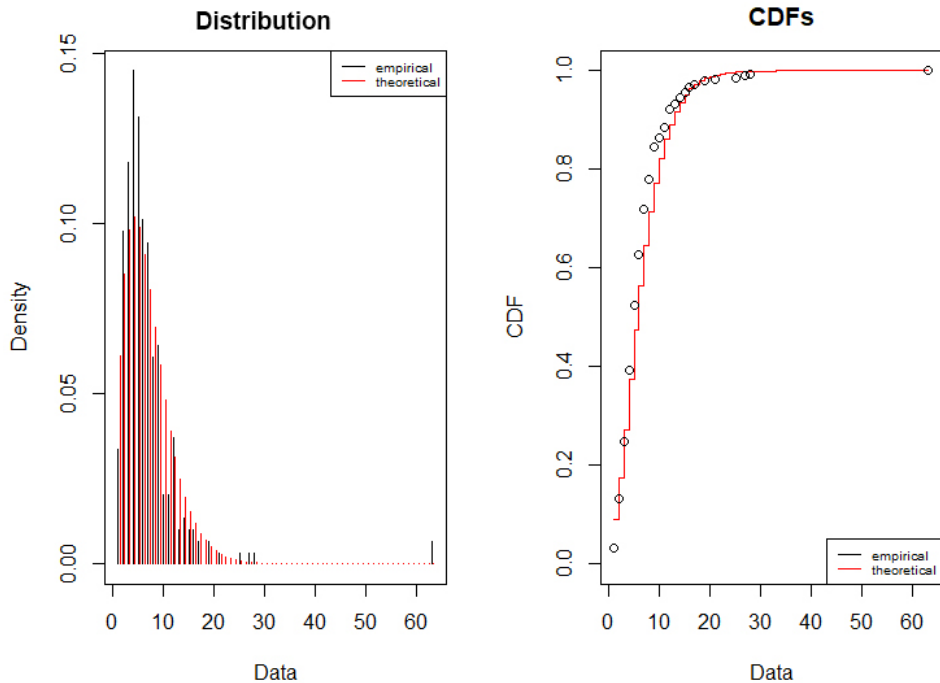 Distribution
empirical
theoretical
Density
0.00
0.05
0.10
0.15
0 10 20 30 40 50 60
Data
CDFs
empirical
theoretical
CDF
0.0
0.2
0.4
0.6
0.8
1.0
0 10 20 30 40 50 60
Data